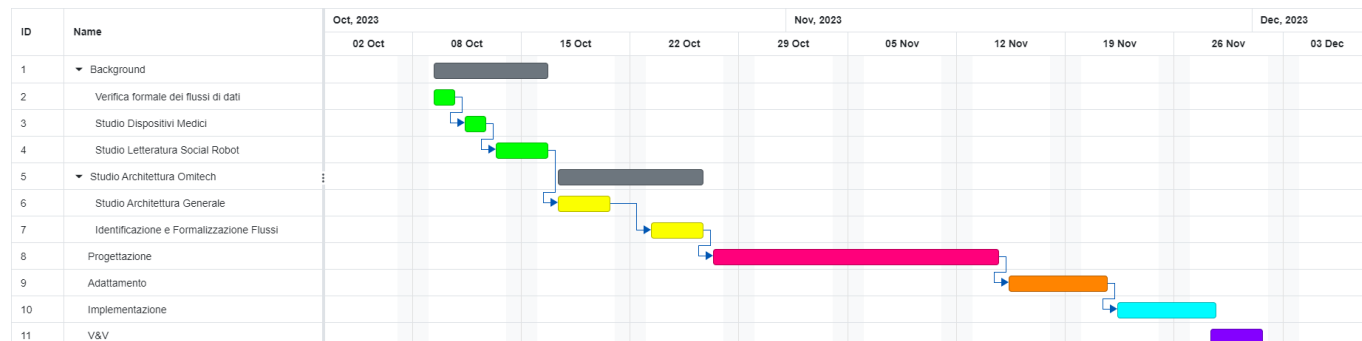 ID Name Oct, 2023 Nov, 2023 Dec, 2023
02 Oct 08 Oct 15 Oct 22 Oct 29 Oct 05 Nov 12 Nov 19 Nov 26 Nov 03 Dec
1 Background
2 Verifica formale dei flussi di dati
3 Studio Dispositivi Medici
4 Studio Letteratura Social Robot
5 Studio Architettura Omitech
6 Studio Architettura Generale
7 Identificazione e Formalizzazione Flussi
8 Progettazione
9 Adattamento
10 Implementazione
11 V&V